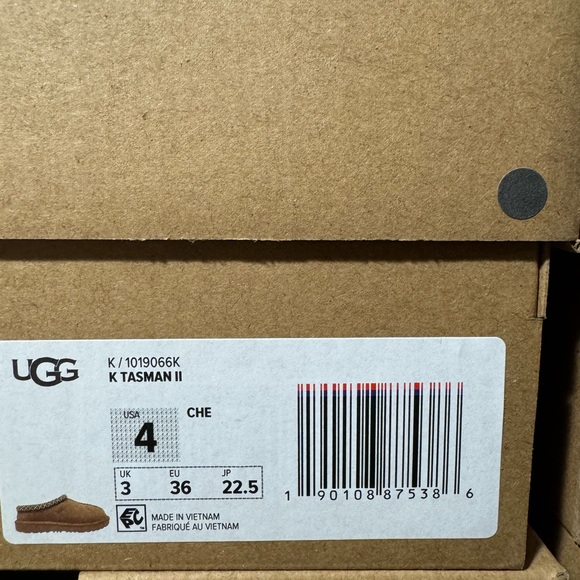 UGG
K / 1019066K
K TASMAN II
USA
4
CHE
UK EU JP
3 36 22.5
MADE IN VIETNAM
FABRIQUÉ AU VIETNAM
1 90108 87538 6